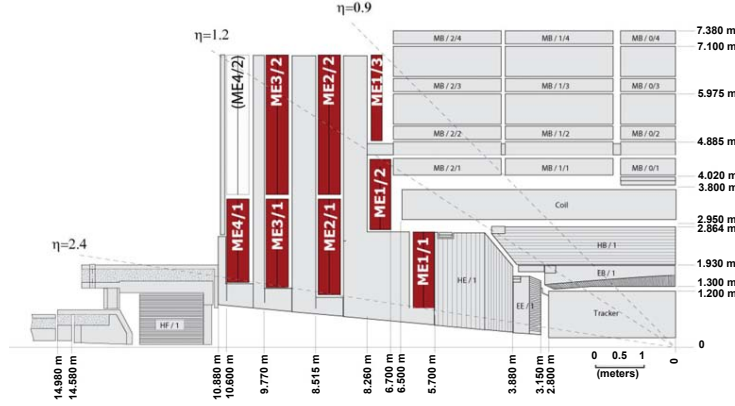 η=0.9
η=1.2
η=2.4
MB / 2/4
MB / 1/4
MB / 0/4
MB / 2/3
MB / 1/3
MB / 0/3
MB / 2/2
MB / 1/2
MB / 0/2
MB / 2/1
MB / 1/1
MB / 0/1
(ME4/2)
ME3/2
ME2/2
ME1/3
ME1/2
ME4/1
ME3/1
ME2/1
ME1/1
Coil
HB / 1
EB / 1
HE / 1
EE / 1
Tracker
HF / 1
7.380 m
7.100 m
5.975 m
4.885 m
4.020 m
3.800 m
2.950 m
2.864 m
1.930 m
1.300 m
1.200 m
0
0 0.5 1
(meters)
14.980 m
14.580 m
10.880 m
10.600 m
9.770 m
8.515 m
8.260 m
6.700 m
6.500 m
5.700 m
3.880 m
3.150 m
2.800 m
0